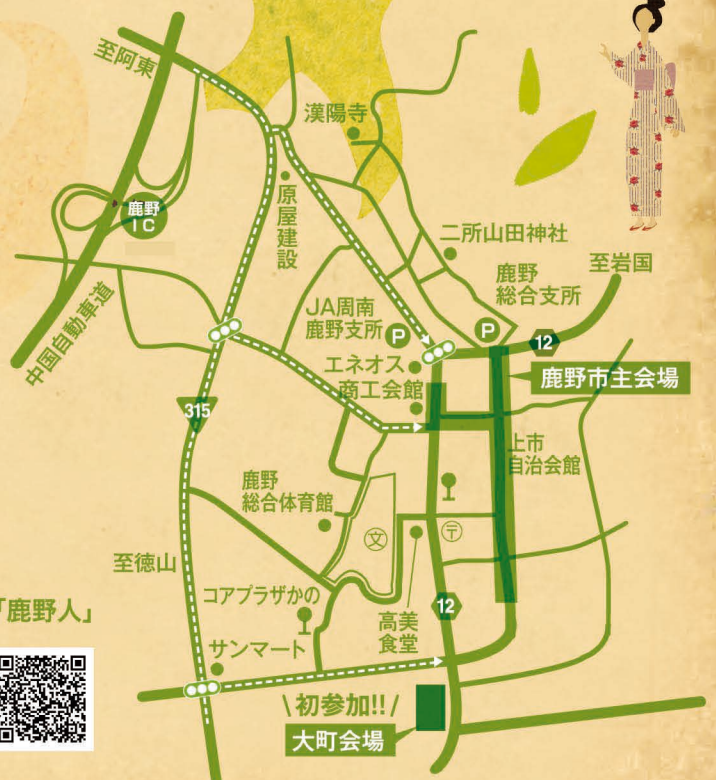 至阿東
漢陽寺
鹿野
IC
原屋建設
二所山田神社
鹿野
総合支所
至岩国
中国自動車道
JA周南
鹿野支所
P
P
エネオス
商工会館
12
鹿野市主会場
315
上市
自治会館
鹿野
総合体育館
文
〒
至徳山
コアプラザかの
12
高美
食堂
「鹿野人」
サンマート
\初参加!!/
大町会場